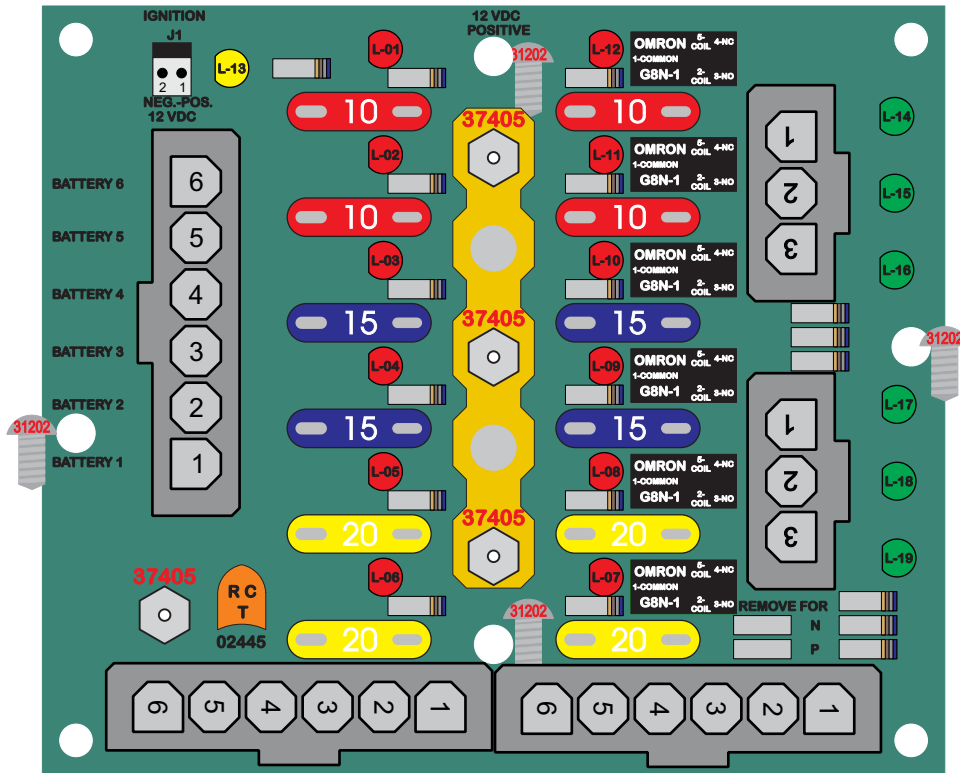 IGNITION
J1
2 1
NEG.-POS.
12 VDC
L-13
L-01
12 VDC
POSITIVE
31202
L-12
OMRON 5-COIL 4-NC
1-COMMON
G8N-1 2-COIL 3-NO
10
37405
10
L-14
1
2
3
L-02
L-11
OMRON 5-COIL 4-NC
1-COMMON
G8N-1 2-COIL 3-NO
L-15
BATTERY 6
6
10
10
BATTERY 5
5
L-03
L-10
OMRON 5-COIL 4-NC
1-COMMON
G8N-1 2-COIL 3-NO
L-16
BATTERY 4
4
15
37405
15
31202
BATTERY 3
3
L-04
L-09
OMRON 5-COIL 4-NC
1-COMMON
G8N-1 2-COIL 3-NO
L-17
BATTERY 2
2
15
15
1
2
3
31202
BATTERY 1
1
L-05
L-08
OMRON 5-COIL 4-NC
1-COMMON
G8N-1 2-COIL 3-NO
L-18
20
37405
20
L-19
37405
R C
T
02445
L-06
L-07
OMRON 5-COIL 4-NC
1-COMMON
G8N-1 2-COIL 3-NO
31202
REMOVE FOR
N
P
20
20
6 5 4 3 2 1
6 5 4 3 2 1